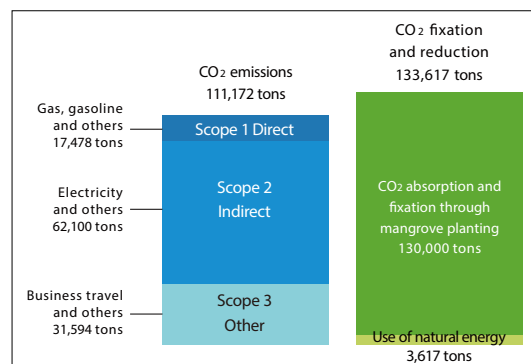 CO2 emissions
111,172 tons
Gas, gasoline
and others
17,478 tons
Scope 1 Direct
Electricity
and others
62,100 tons
Scope 2
Indirect
Business travel
and others
31,594 tons
Scope 3
Other
CO2 fixation
and reduction
133,617 tons
CO2 absorption and
fixation through
mangrove planting
130,000 tons
Use of natural energy
3,617 tons